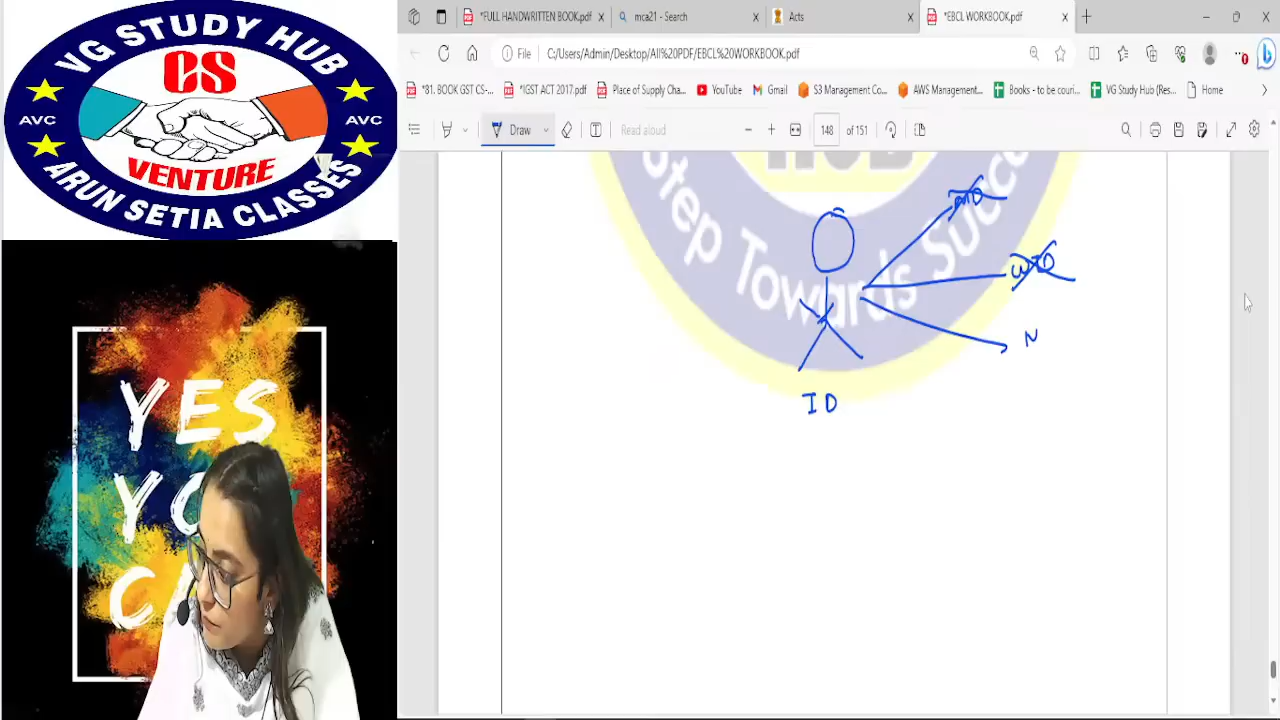 VG STUDY HUB
CS
AVC
AVC
VENTURE
ARUN SETIA CLASSES
YES
YO
C
*FULL HANDWRITTEN BOOK.pdf
mca21 - Search
Acts
*EBCL WORKBOOK.pdf
File
C:/Users/Admin/Desktop/All%20PDF/EBCL%20WORKBOOK.pdf
*81. BOOK GST CS-...
*IGST ACT 2017.pdf
Place of Supply Cha...
YouTube
Gmail
S3 Management Co...
AWS Management...
Books - to be couri...
VG Study Hub (Res...
Home
Draw
Read aloud
148
of 151
Step Towards Succe
N
ID